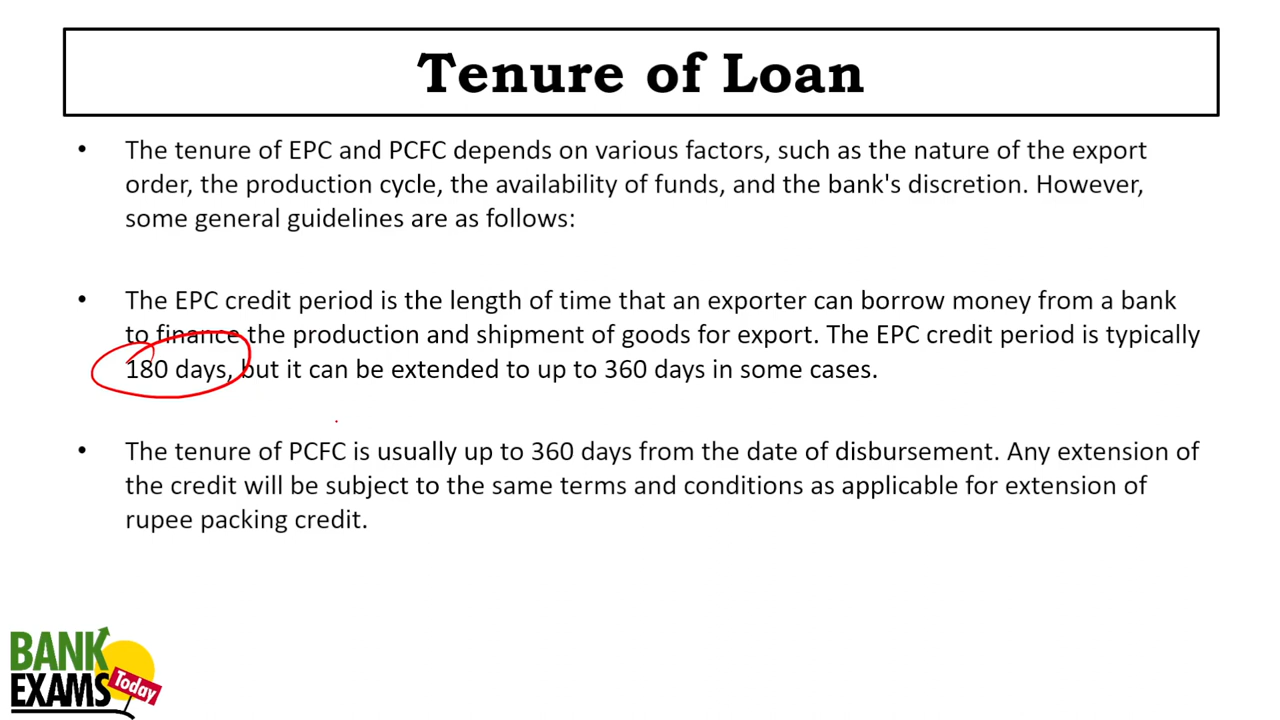 Tenure of Loan
• The tenure of EPC and PCFC depends on various factors, such as the nature of the export
order, the production cycle, the availability of funds, and the bank's discretion. However,
some general guidelines are as follows:
• The EPC credit period is the length of time that an exporter can borrow money from a bank
to finance the production and shipment of goods for export. The EPC credit period is typically
180 days, but it can be extended to up to 360 days in some cases.
• The tenure of PCFC is usually up to 360 days from the date of disbursement. Any extension of
the credit will be subject to the same terms and conditions as applicable for extension of
rupee packing credit.
BANK
EXAMS
Today